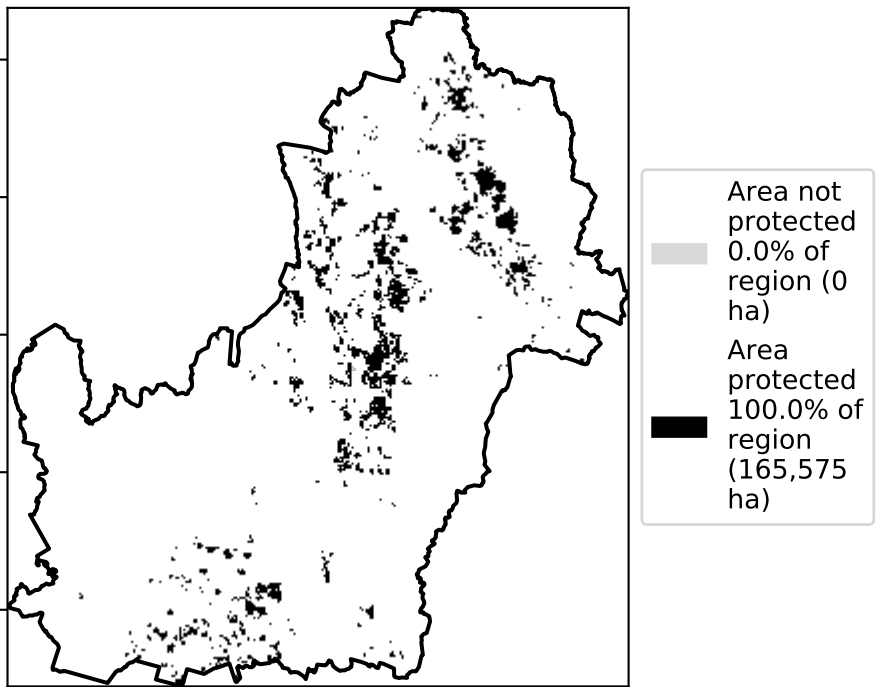 Area not
protected
0.0% of
region (0
ha)
Area
protected
100.0% of
region
(165,575
ha)